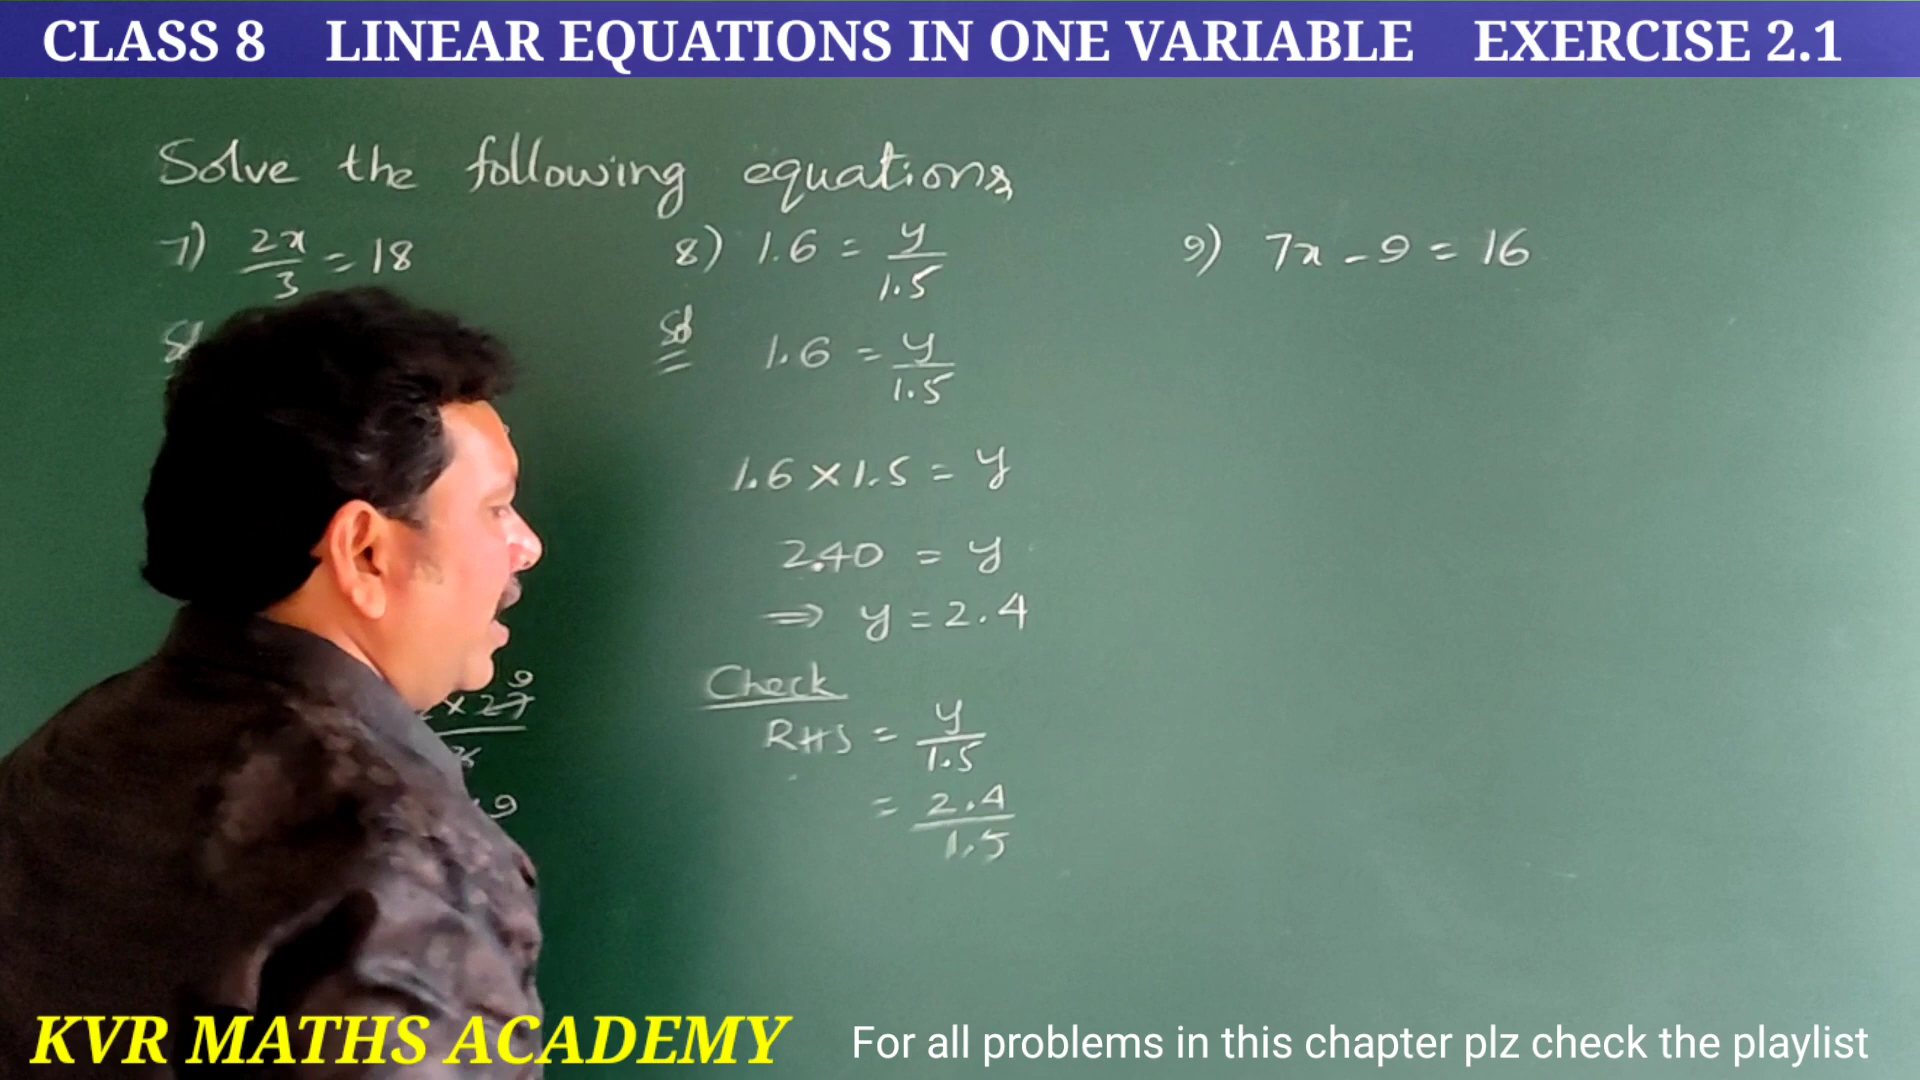 CLASS 8 LINEAR EQUATIONS IN ONE VARIABLE EXERCISE 2.1
Solve the following equations
7) 2x/3 = 18
8) 1.6 = y/1.5
9) 7x - 9 = 16
Sol 1.6 = y/1.5
1.6 × 1.5 = y
2.40 = y
⇒ y = 2.4
Check
× 27 9
RHS = y/1.5
9
= 2.4/1.5
KVR MATHS ACADEMY
For all problems in this chapter plz check the playlist